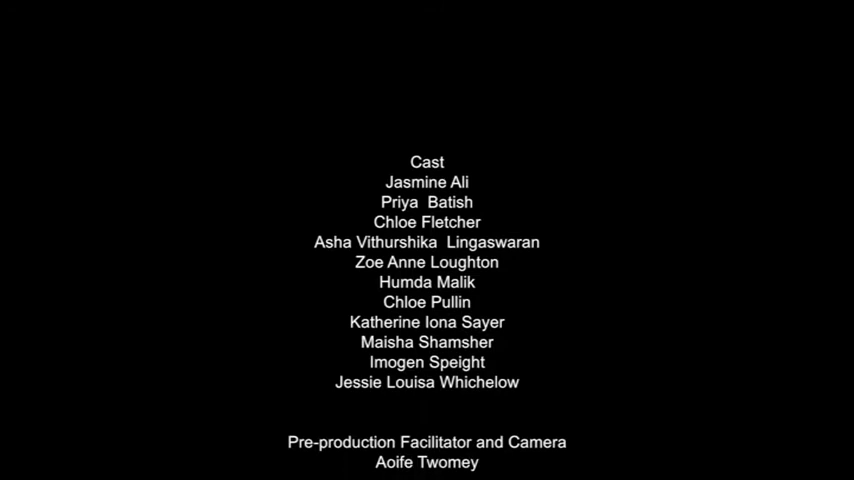 Cast
Jasmine Ali
Priya  Batish
Chloe Fletcher
Asha Vithurshika  Lingaswaran
Zoe Anne Loughton
Humda Malik
Chloe Pullin
Katherine Iona Sayer
Maisha Shamsher
Imogen Speight
Jessie Louisa Whichelow
Pre-production Facilitator and Camera
Aoife Twomey